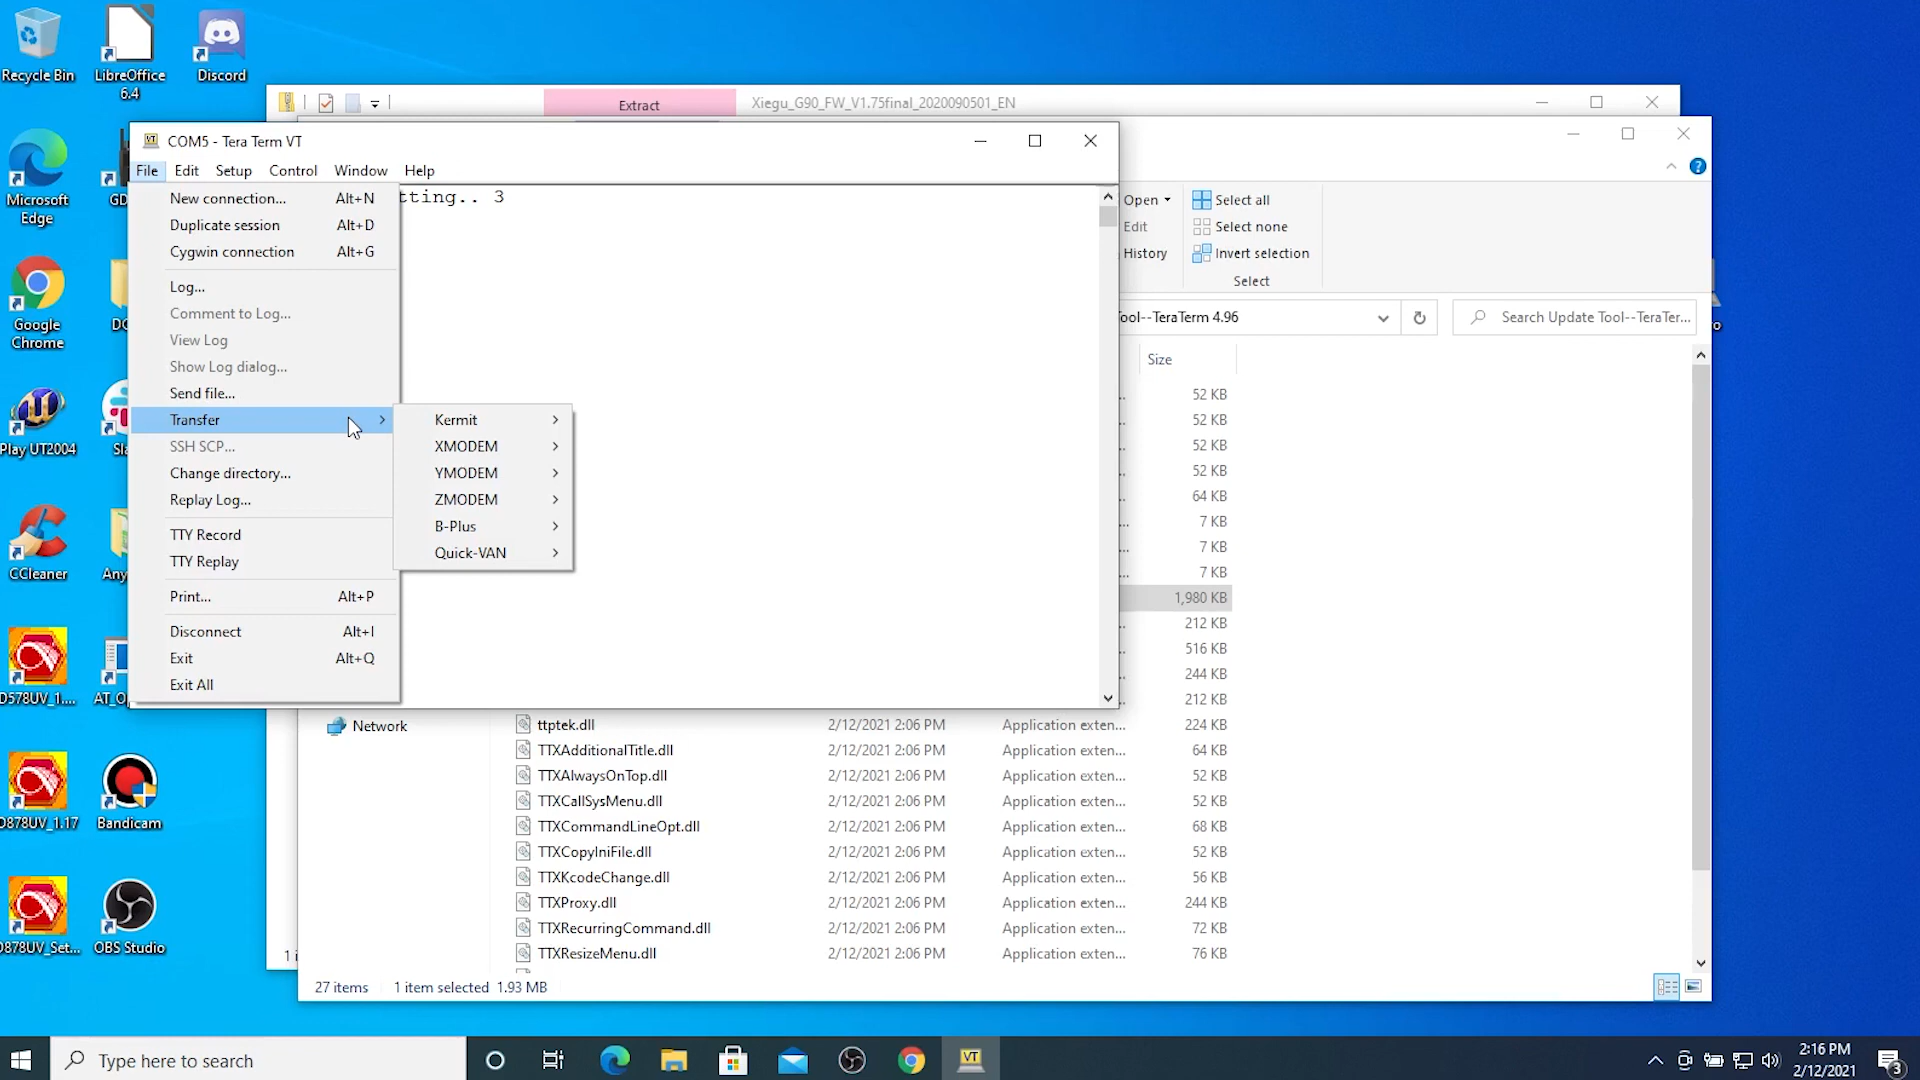 Recycle Bin
LibreOffice
6.4
Discord
Microsoft
Edge
GD
Google
Chrome
Play UT2004
CCleaner
D578UV_1....
D878UV_1.17
Bandicam
D878UV_Set...
OBS Studio
Extract
Xiegu_G90_FW_V1.75final_2020090501_EN
COM5 - Tera Term VT
File Edit Setup Control Window Help
tting.. 3
New connection... Alt+N
Duplicate session Alt+D
Cygwin connection Alt+G
Log...
Comment to Log...
View Log
Show Log dialog...
Send file...
Transfer
SSH SCP...
Change directory...
Replay Log...
TTY Record
TTY Replay
Print... Alt+P
Disconnect Alt+I
Exit Alt+Q
Exit All
Kermit
XMODEM
YMODEM
ZMODEM
B-Plus
Quick-VAN
Open
Edit
History
Select all
Select none
Invert selection
Select
ool--TeraTerm 4.96
Search Update Tool--TeraTer...
Size
52 KB
52 KB
52 KB
52 KB
64 KB
7 KB
7 KB
7 KB
1,980 KB
212 KB
516 KB
244 KB
212 KB
Network
ttptek.dll 2/12/2021 2:06 PM Application exten... 224 KB
TTXAdditionalTitle.dll 2/12/2021 2:06 PM Application exten... 64 KB
TTXAlwaysOnTop.dll 2/12/2021 2:06 PM Application exten... 52 KB
TTXCallSysMenu.dll 2/12/2021 2:06 PM Application exten... 52 KB
TTXCommandLineOpt.dll 2/12/2021 2:06 PM Application exten... 68 KB
TTXCopyIniFile.dll 2/12/2021 2:06 PM Application exten... 52 KB
TTXKcodeChange.dll 2/12/2021 2:06 PM Application exten... 56 KB
TTXProxy.dll 2/12/2021 2:06 PM Application exten... 244 KB
TTXRecurringCommand.dll 2/12/2021 2:06 PM Application exten... 72 KB
TTXResizeMenu.dll 2/12/2021 2:06 PM Application exten... 76 KB
27 items 1 item selected 1.93 MB
Type here to search
2:16 PM
2/12/2021
3